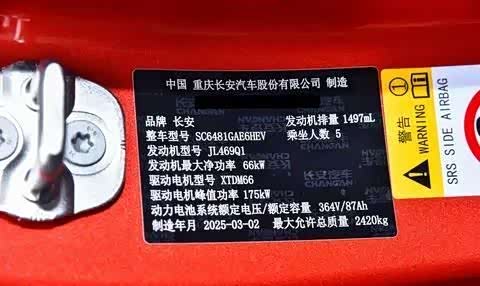 中国 重庆长安汽车股份有限公司 制造
品牌 长安 发动机排量 1497mL
整车型号 SC6481GAE6HEV 乘坐人数 5
发动机型号 JL469Q1
发动机最大净功率 66kW
驱动电机型号 XTDM66
驱动电机峰值功率 175kW
动力电池系统额定电压/额定容量 364V/87Ah
制造年月 2025-03-02 最大允许总质量 2420kg
警告
WARNING
SRS SIDE AIRBAG
长安汽车
CHANGAN